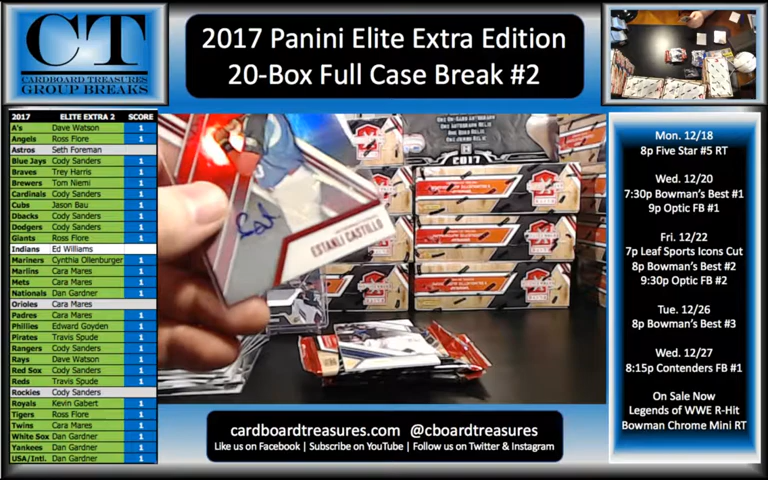 CT
CARDBOARD TREASURES
GROUP BREAKS
2017 Panini Elite Extra Edition
20-Box Full Case Break #2
2017 ELITE EXTRA 2 SCORE
A's Dave Watson 1
Angels Ross Flore 1
Astros Seth Foreman
Blue Jays Cody Sanders 1
Braves Trey Harris 1
Brewers Tom Niemi 1
Cardinals Cody Sanders 1
Cubs Jason Bau 1
Dbacks Cody Sanders 1
Dodgers Cody Sanders 1
Giants Ross Flore 1
Indians Ed Williams
Mariners Cynthia Ollenburger 1
Marlins Cara Mares 1
Mets Cara Mares 1
Nationals Dan Gardner 1
Orioles Cara Mares
Padres Cara Mares 1
Phillies Edward Goyden 1
Pirates Travis Spude 1
Rangers Cody Sanders 1
Rays Dave Watson 1
Red Sox Cody Sanders 1
Reds Travis Spude 1
Rockies Cody Sanders
Royals Kevin Gabert 1
Tigers Ross Flore 1
Twins Cara Mares 1
White Sox Dan Gardner 1
Yankees Dan Gardner 1
USA/Intl. Dan Gardner 1
ESTANLI CASTILLO
2017
Mon. 12/18
8p Five Star #5 RT
Wed. 12/20
7:30p Bowman's Best #1
9p Optic FB #1
Fri. 12/22
7p Leaf Sports Icons Cut
8p Bowman's Best #2
9:30p Optic FB #2
Tue. 12/26
8p Bowman's Best #3
Wed. 12/27
8:15p Contenders FB #1
On Sale Now
Legends of WWE R-Hit
Bowman Chrome Mini RT
cardboardtreasures.com @cboardtreasures
Like us on Facebook | Subscribe on YouTube | Follow us on Twitter & Instagram